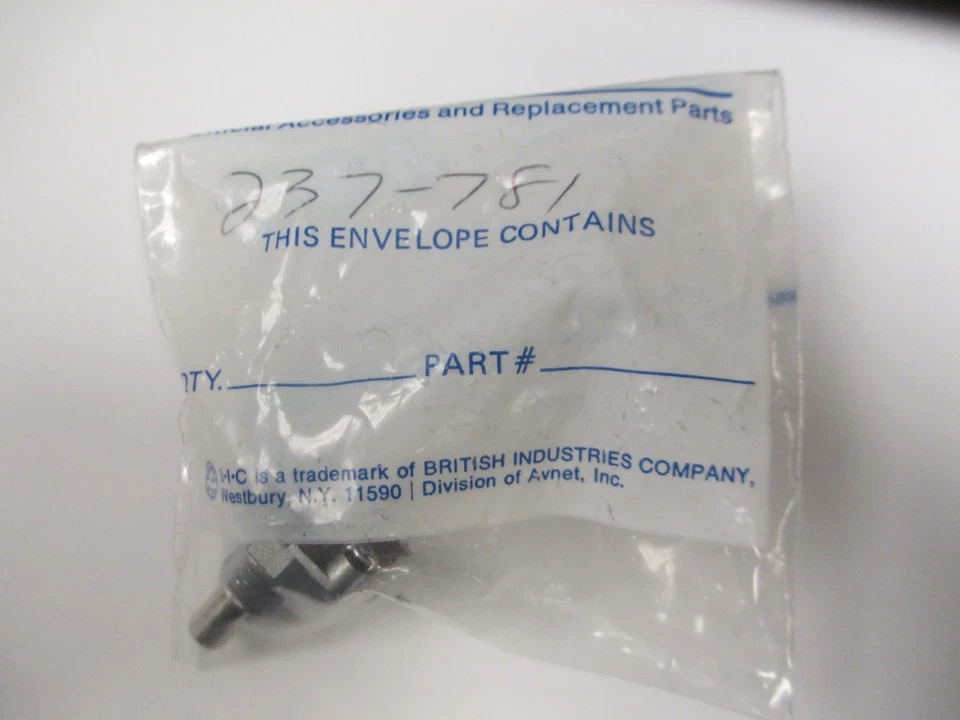 Accessories and Replacement Parts
237-781
THIS ENVELOPE CONTAINS
QTY. PART #
I·C is a trademark of BRITISH INDUSTRIES COMPANY,
Westbury, N.Y. 11590 | Division of Avnet, Inc.